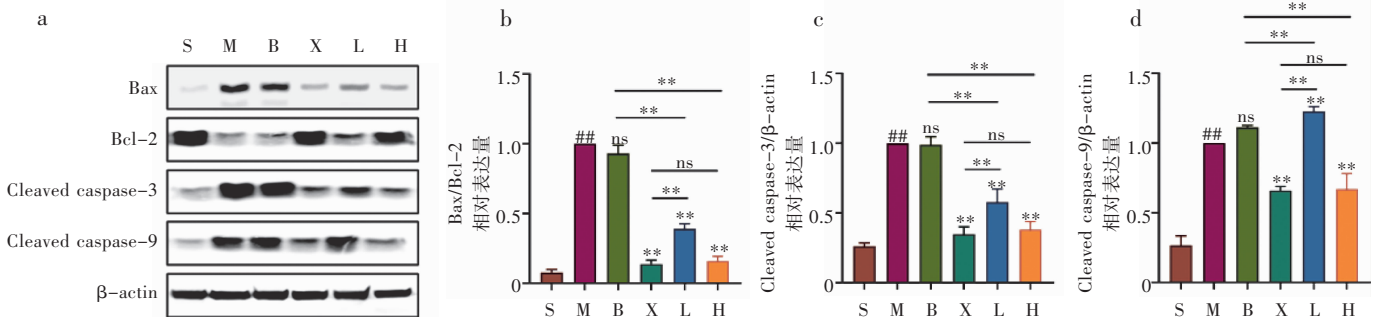 a
S M B X L H
Bax
Bcl-2
Cleaved caspase-3
Cleaved caspase-9
β-actin
b
Bax/Bcl-2
相对表达量
1.5
1.0
0.5
0
**
**
ns
**
##
ns
**
**
**
S M B X L H
c
Cleaved caspase-3/β-actin
相对表达量
1.5
1.0
0.5
0
**
**
ns
**
##
ns
**
**
**
S M B X L H
d
Cleaved caspase-9/β-actin
相对表达量
1.5
1.0
0.5
0
**
**
ns
**
##
ns
**
**
**
S M B X L H